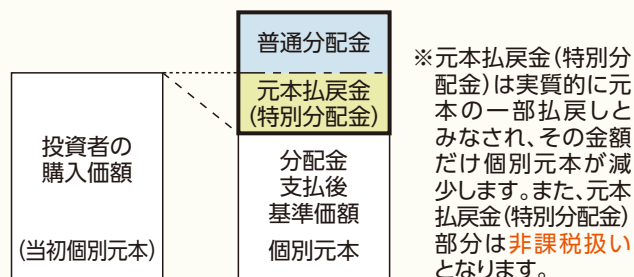 投資者の
購入価額
(当初個別元本)
普通分配金
元本払戻金
(特別分配金)
分配金
支払後
基準価額
個別元本
※元本払戻金(特別分
配金)は実質的に元
本の一部払戻しと
みなされ、その金額
だけ個別元本が減
少します。また、元本
払戻金(特別分配金)
部分は非課税扱い
となります。